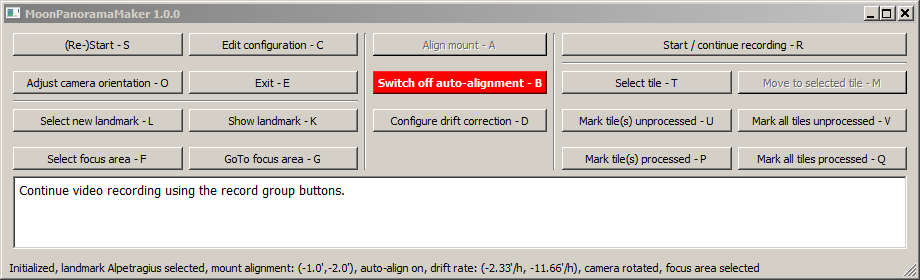 MoonPanoramaMaker 1.0.0
(Re-)Start - S
Edit configuration - C
Align mount - A
Start / continue recording - R
Adjust camera orientation - O
Exit - E
Switch off auto-alignment - B
Select tile - T
Move to selected tile - M
Select new landmark - L
Show landmark - K
Configure drift correction - D
Mark tile(s) unprocessed - U
Mark all tiles unprocessed - V
Select focus area - F
GoTo focus area - G
Mark tile(s) processed - P
Mark all tiles processed - Q
Continue video recording using the record group buttons.
Initialized, landmark Alpetragius selected, mount alignment: (-1.0',-2.0'), auto-align on, drift rate: (-2.33'/h, -11.66'/h), camera rotated, focus area selected